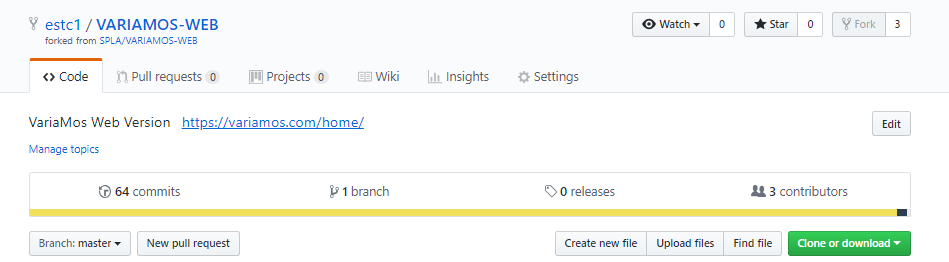 estc1 / VARIAMOS-WEB Watch 0 Star 0 Fork 3
forked from SPLA/VARIAMOS-WEB
Code Pull requests 0 Projects 0 Wiki Insights Settings
VariaMos Web Version https://variamos.com/home/ Edit
Manage topics
64 commits 1 branch 0 releases 3 contributors
Branch: master New pull request Create new file Upload files Find file Clone or download